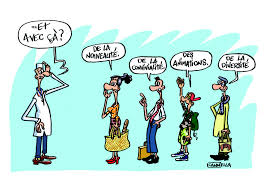 ...ET
AVEC
ÇA?
DE LA
NOUVEAUTÉ.
DE LA
CONVIVIALITÉ.
DES
ANIMATIONS.
DE LA
DIVERSITÉ